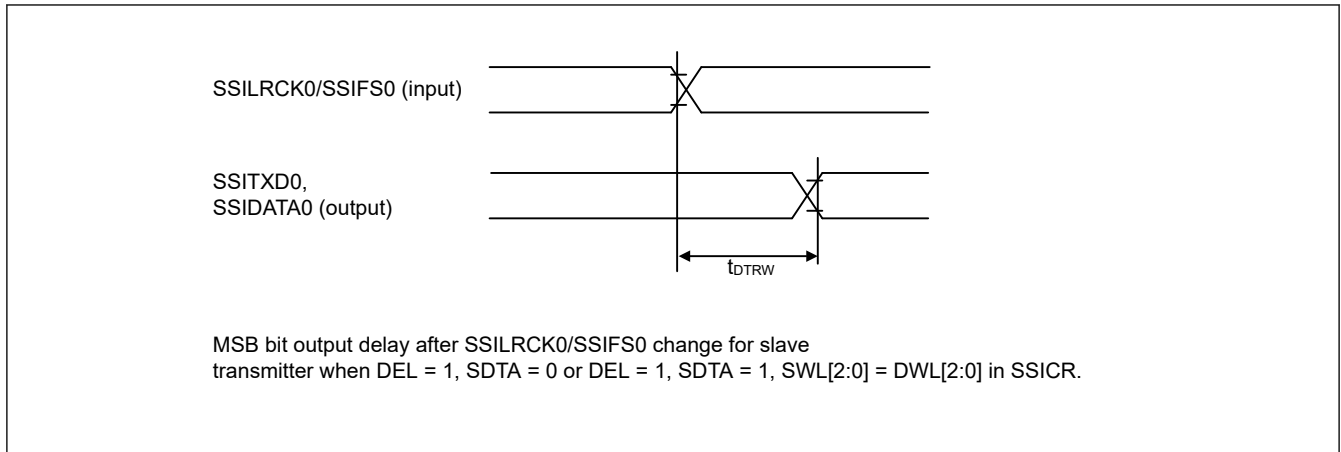 SSILRCK0/SSIFS0 (input)
SSITXD0,
SSIDATA0 (output)
tDTRW
MSB bit output delay after SSILRCK0/SSIFS0 change for slave
transmitter when DEL = 1, SDTA = 0 or DEL = 1, SDTA = 1, SWL[2:0] = DWL[2:0] in SSICR.